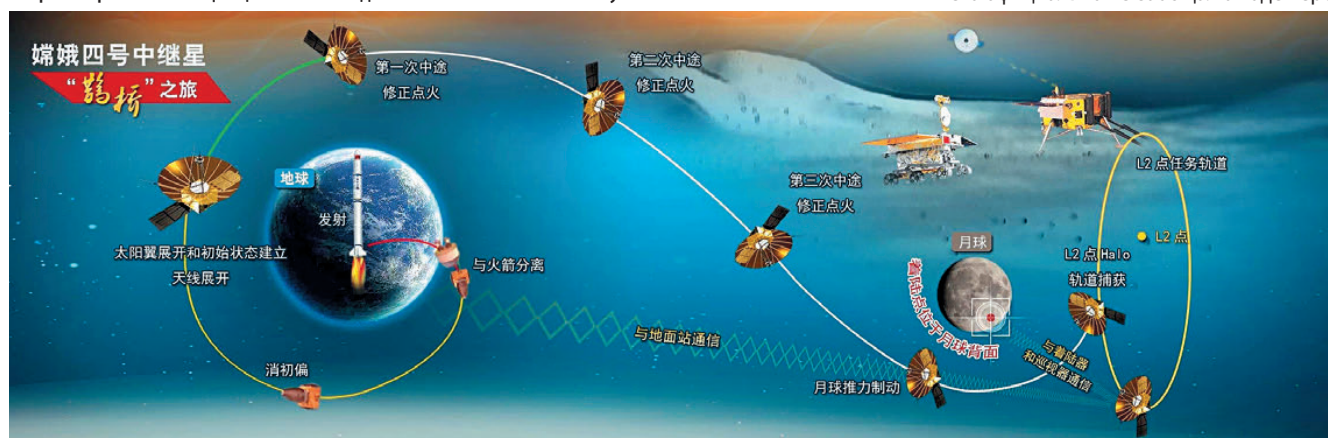 嫦娥四号中继星
“鹊桥”之旅
第一次中途
修正点火
第二次中途
修正点火
第三次中途
修正点火
地球
发射
与火箭分离
太阳翼展开和初始状态建立
天线展开
消初偏
与地面站通信
月球推力制动
月球
着陆点位于月球背面
与着陆器
和巡视器通信
L2 点 Halo
轨道捕获
L2 点
L2 点任务轨道